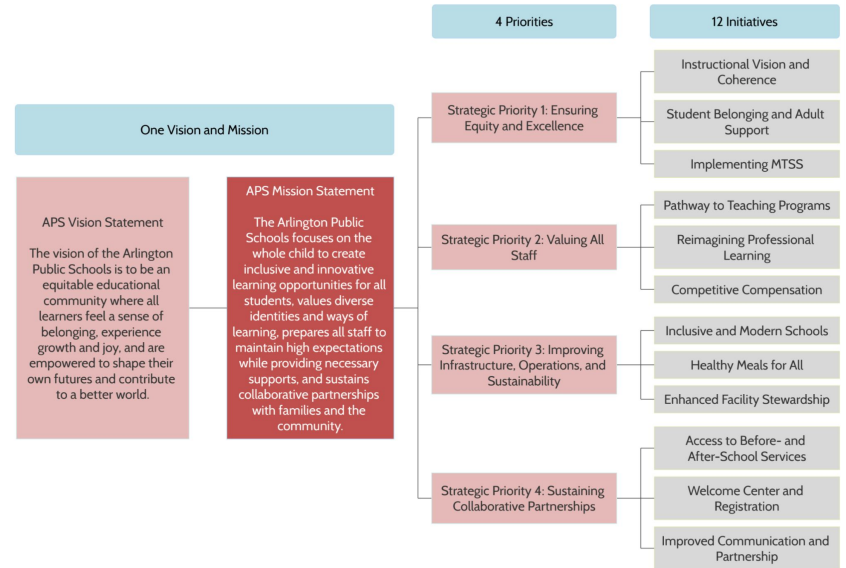 4 Priorities
12 Initiatives
One Vision and Mission
APS Vision Statement
The vision of the Arlington
Public Schools is to be an
equitable educational
community where all
learners feel a sense of
belonging, experience
growth and joy, and are
empowered to shape their
own futures and contribute
to a better world.
APS Mission Statement
The Arlington Public
Schools focuses on the
whole child to create
inclusive and innovative
learning opportunities for all
students, values diverse
identities and ways of
learning, prepares all staff to
maintain high expectations
while providing necessary
supports, and sustains
collaborative partnerships
with families and the
community.
Strategic Priority 1: Ensuring
Equity and Excellence
Instructional Vision and
Coherence
Student Belonging and Adult
Support
Implementing MTSS
Strategic Priority 2: Valuing All
Staff
Pathway to Teaching Programs
Reimagining Professional
Learning
Competitive Compensation
Strategic Priority 3: Improving
Infrastructure, Operations, and
Sustainability
Inclusive and Modern Schools
Healthy Meals for All
Enhanced Facility Stewardship
Strategic Priority 4: Sustaining
Collaborative Partnerships
Access to Before- and
After-School Services
Welcome Center and
Registration
Improved Communication and
Partnership